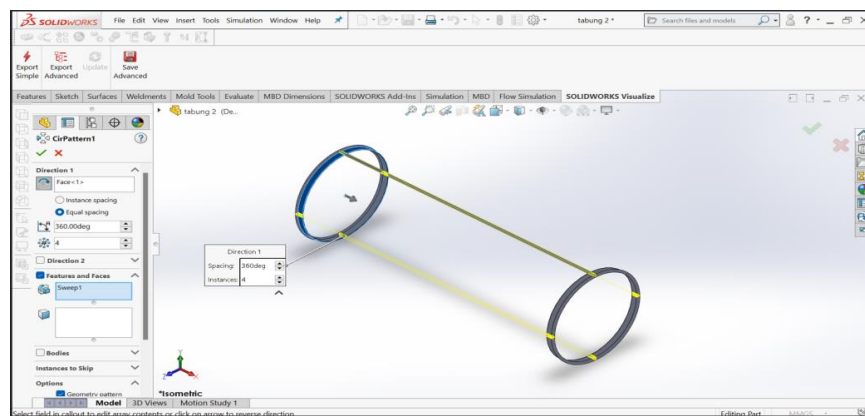 SOLIDWORKS File Edit View Insert Tools Simulation Window Help tabung 2 * Search files and models
Export Simple
Export Advanced
Update
Save Advanced
Features Sketch Surfaces Weldments Mold Tools Evaluate MBD Dimensions SOLIDWORKS Add-Ins Simulation MBD Flow Simulation SOLIDWORKS Visualize
tabung 2 (De...
CirPattern1
Direction 1
Face<1>
Instance spacing
Equal spacing
360.00deg
4
Direction 2
Features and Faces
Sweep1
Bodies
Instances to Skip
Options
Geometry pattern
Direction 1
Spacing: 360deg
Instances: 4
*Isometric
Model 3D Views Motion Study 1
Select field in callout to edit array contents or click on arrow to reverse direction.
Editing Part MMGS